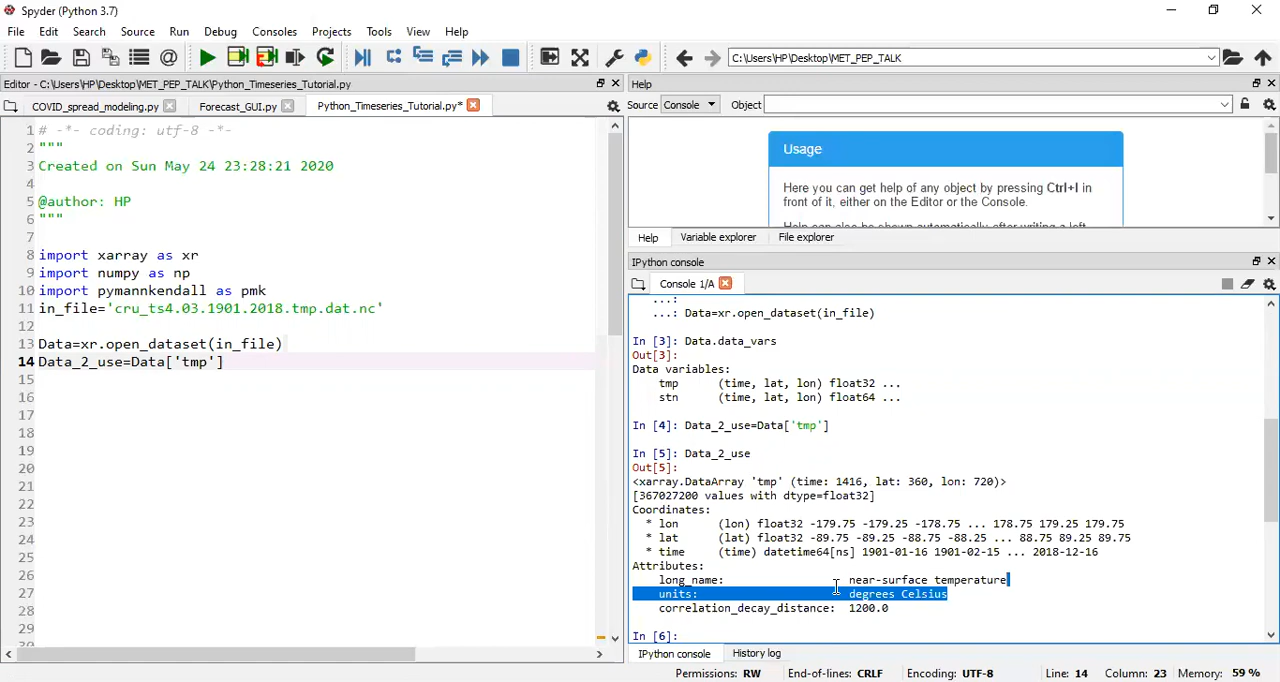 Spyder (Python 3.7)
File Edit Search Source Run Debug Consoles Projects Tools View Help
C:\Users\HP\Desktop\MET_PEP_TALK
Editor - C:\Users\HP\Desktop\MET_PEP_TALK\Python_Timeseries_Tutorial.py
COVID_spread_modeling.py Forecast_GUI.py Python_Timeseries_Tutorial.py*
1 # -*- coding: utf-8 -*-
2 """
3 Created on Sun May 24 23:28:21 2020
4
5 @author: HP
6 """
7
8 import xarray as xr
9 import numpy as np
10 import pymannkendall as pmk
11 in_file='cru_ts4.03.1901.2018.tmp.dat.nc'
12
13 Data=xr.open_dataset(in_file)
14 Data_2_use=Data['tmp']
15
16
17
18
19
20
21
22
23
24
25
26
27
28
29
30
Help
Source Console Object
Usage
Here you can get help of any object by pressing Ctrl+I in
front of it, either on the Editor or the Console.
Help can also be shown automatically after writing a left
Help Variable explorer File explorer
IPython console
Console 1/A
...:
...: Data=xr.open_dataset(in_file)
In [3]: Data.data_vars
Out[3]:
Data variables:
tmp (time, lat, lon) float32 ...
stn (time, lat, lon) float64 ...
In [4]: Data_2_use=Data['tmp']
In [5]: Data_2_use
Out[5]:
<xarray.DataArray 'tmp' (time: 1416, lat: 360, lon: 720)>
[367027200 values with dtype=float32]
Coordinates:
* lon (lon) float32 -179.75 -179.25 -178.75 ... 178.75 179.25 179.75
* lat (lat) float32 -89.75 -89.25 -88.75 -88.25 ... 88.75 89.25 89.75
* time (time) datetime64[ns] 1901-01-16 1901-02-15 ... 2018-12-16
Attributes:
long_name: near-surface temperature
units: degrees Celsius
correlation_decay_distance: 1200.0
In [6]:
IPython console History log
Permissions: RW End-of-lines: CRLF Encoding: UTF-8 Line: 14 Column: 23 Memory: 59 %